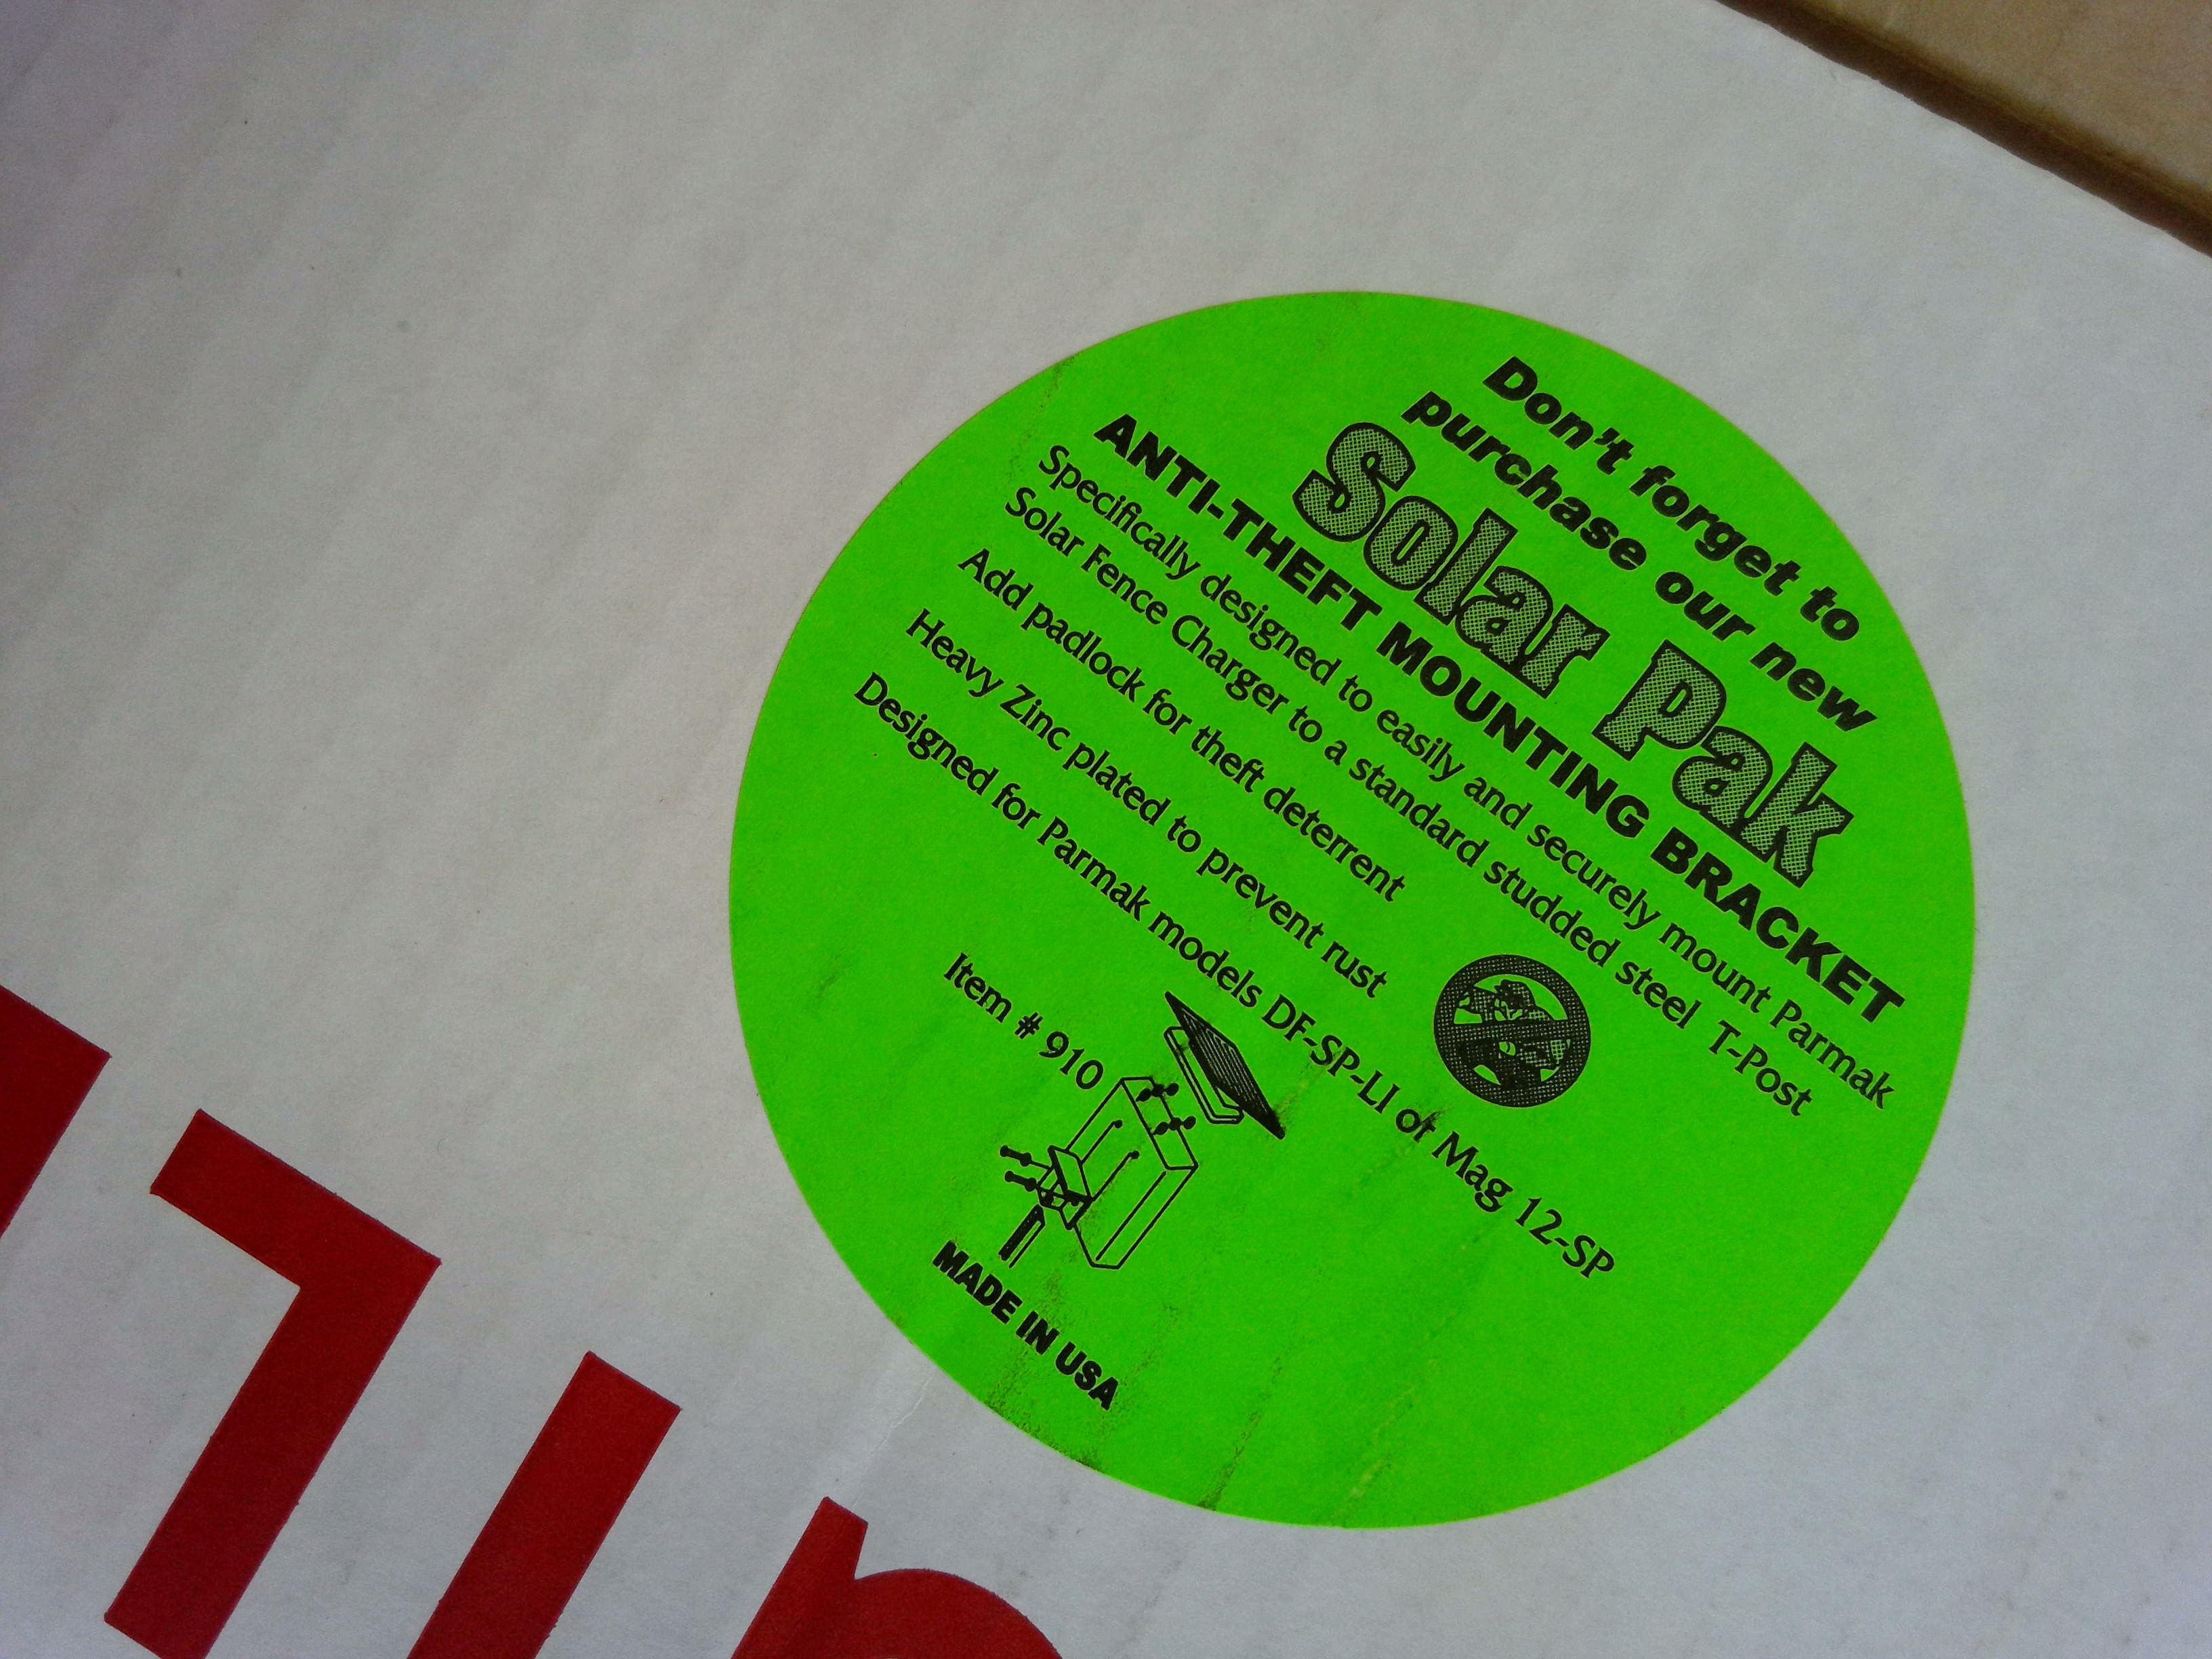 Don't forget to
purchase our new
Solar Pak
ANTI-THEFT MOUNTING BRACKET
Specifically designed to easily and securely mount Parmak
Solar Fence Charger to a standard studded steel T-Post
Add padlock for theft deterrent
Heavy Zinc plated to prevent rust
Designed for Parmak models DF-SP-LI or Mag 12-SP
Item # 910
MADE IN USA